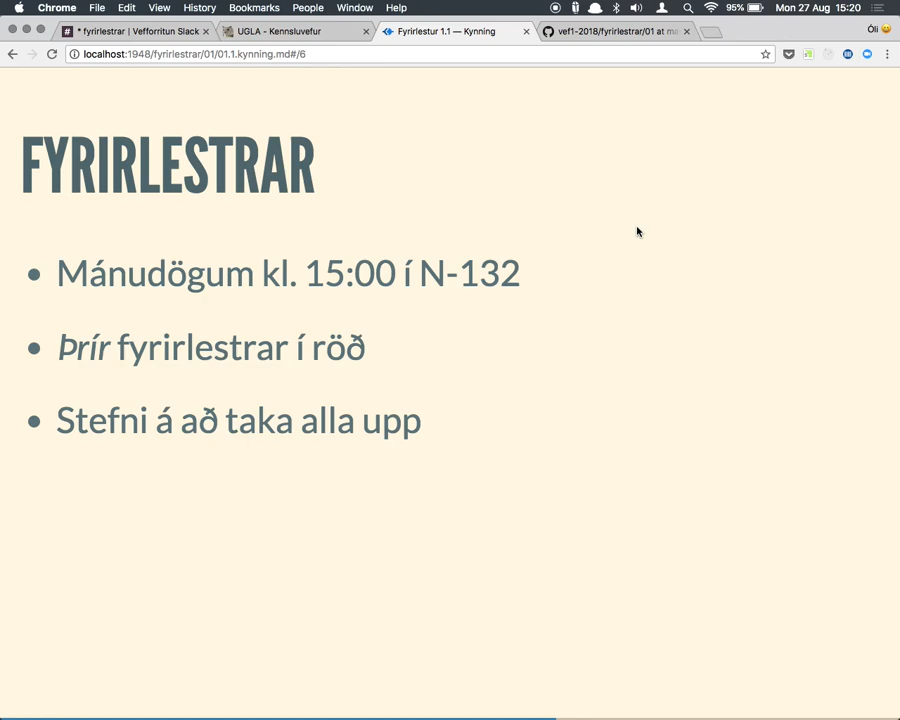 Chrome File Edit View History Bookmarks People Window Help 95% Mon 27 Aug 15:20
* fyrirlestrar | Vefforritun Slack UGLA - Kennsluvefur Fyrirlestur 1.1 — Kynning vef1-2018/fyrirlestrar/01 at ma Óli
localhost:1948/fyrirlestrar/01/01.1.kynning.md#/6
FYRIRLESTRAR
• Mánudögum kl. 15:00 í N-132
• Þrír fyrirlestrar í röð
• Stefni á að taka alla upp